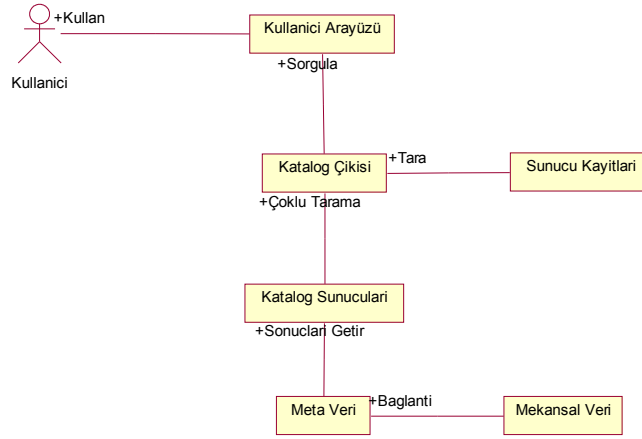 +Kullan
Kullanici Arayüzü
Kullanici
+Sorgula
Katalog Çikisi
+Tara
Sunucu Kayitlari
+Çoklu Tarama
Katalog Sunuculari
+Sonuclari Getir
Meta Veri
+Baglanti
Mekansal Veri